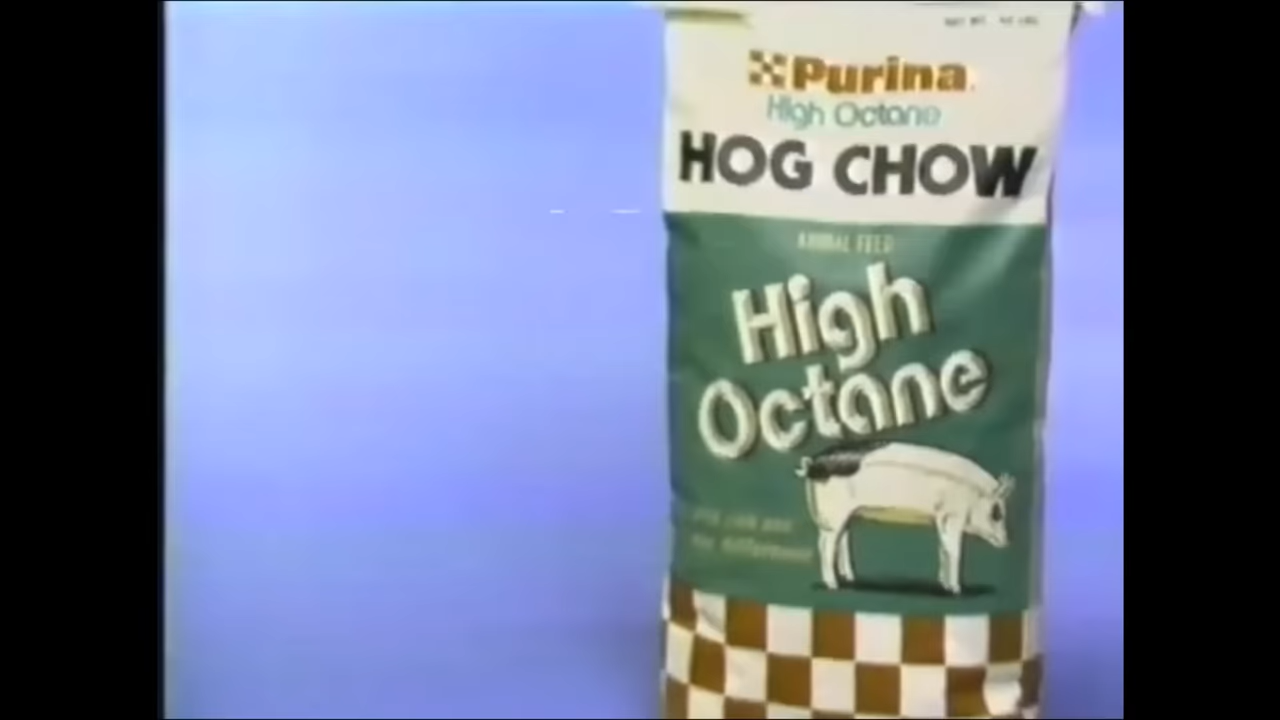 Purina
High Octane
HOG CHOW
ANIMAL FEED
High
Octane